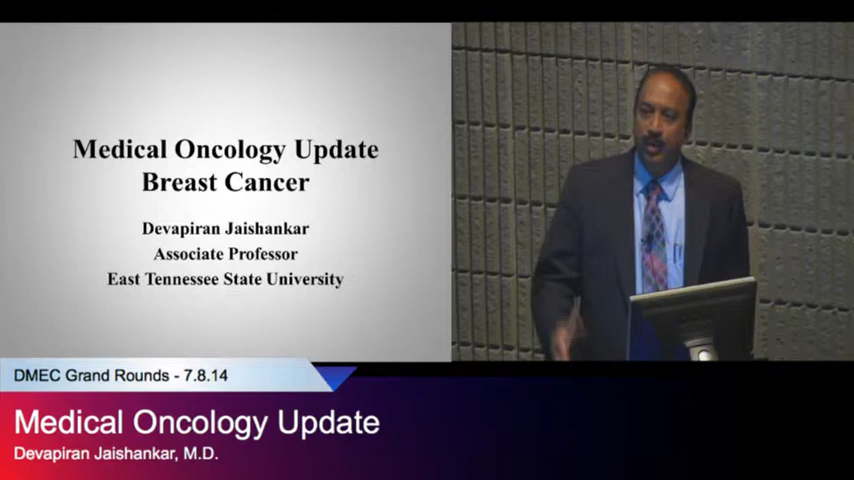 Medical Oncology Update
Breast Cancer
Devapiran Jaishankar
Associate Professor
East Tennessee State University
DMEC Grand Rounds - 7.8.14
Medical Oncology Update
Devapiran Jaishankar, M.D.